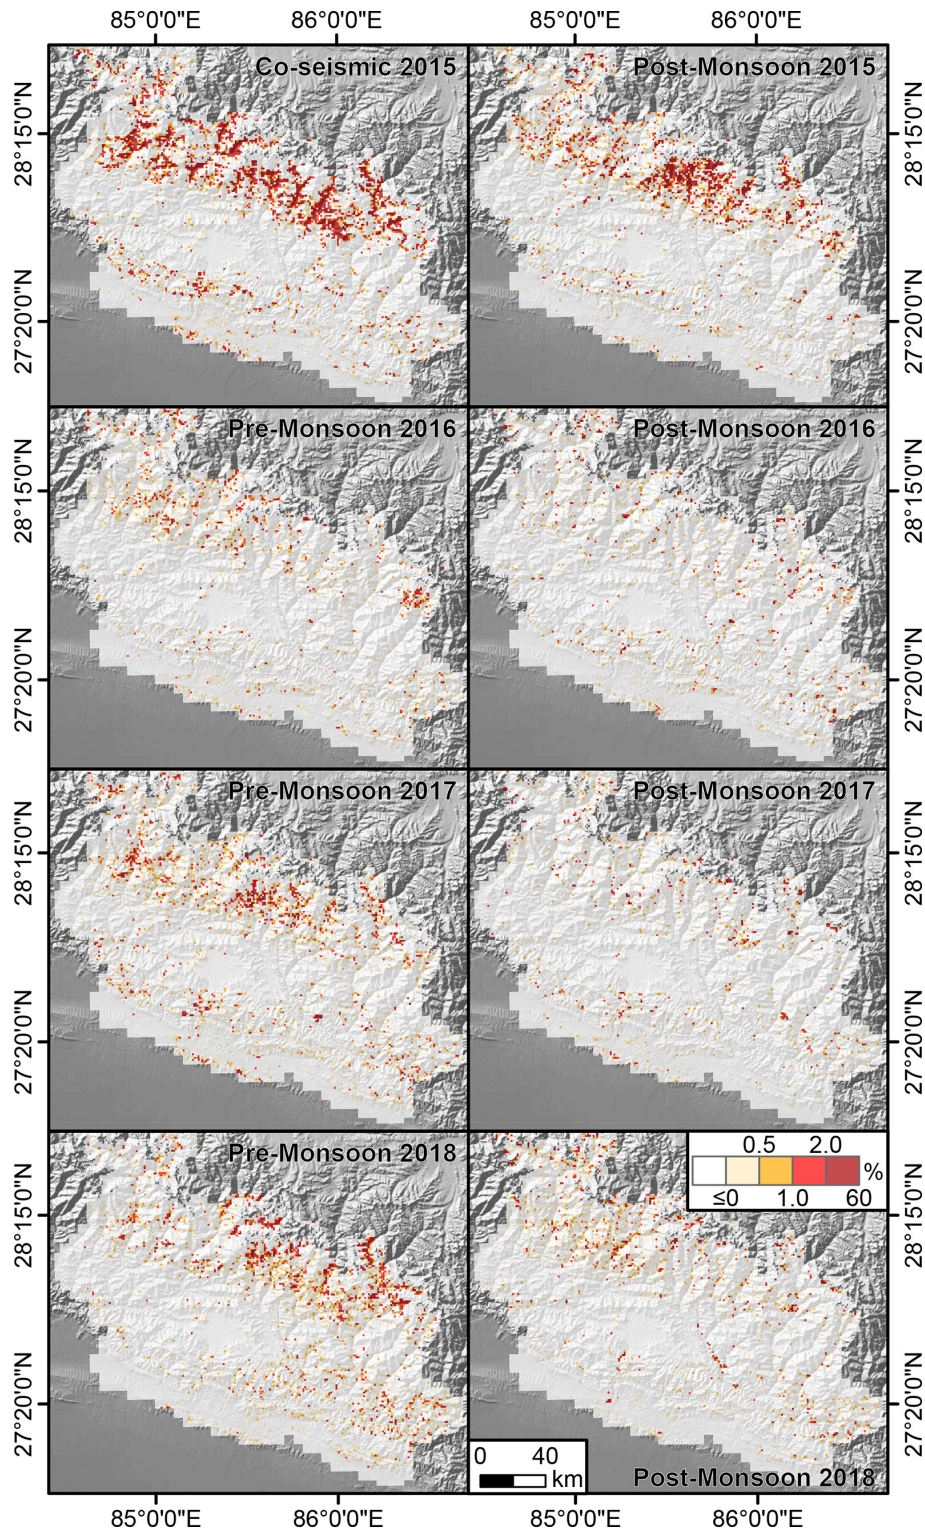 85°0'0"E 86°0'0"E 85°0'0"E 86°0'0"E
Co-seismic 2015 Post-Monsoon 2015
28°15'0"N 28°15'0"N
27°20'0"N 27°20'0"N
Pre-Monsoon 2016 Post-Monsoon 2016
28°15'0"N 28°15'0"N
27°20'0"N 27°20'0"N
Pre-Monsoon 2017 Post-Monsoon 2017
28°15'0"N 28°15'0"N
27°20'0"N 27°20'0"N
Pre-Monsoon 2018
0.5 2.0
%
≤0 1.0 60
28°15'0"N 28°15'0"N
27°20'0"N 27°20'0"N
0 40
km
Post-Monsoon 2018
85°0'0"E 86°0'0"E 85°0'0"E 86°0'0"E